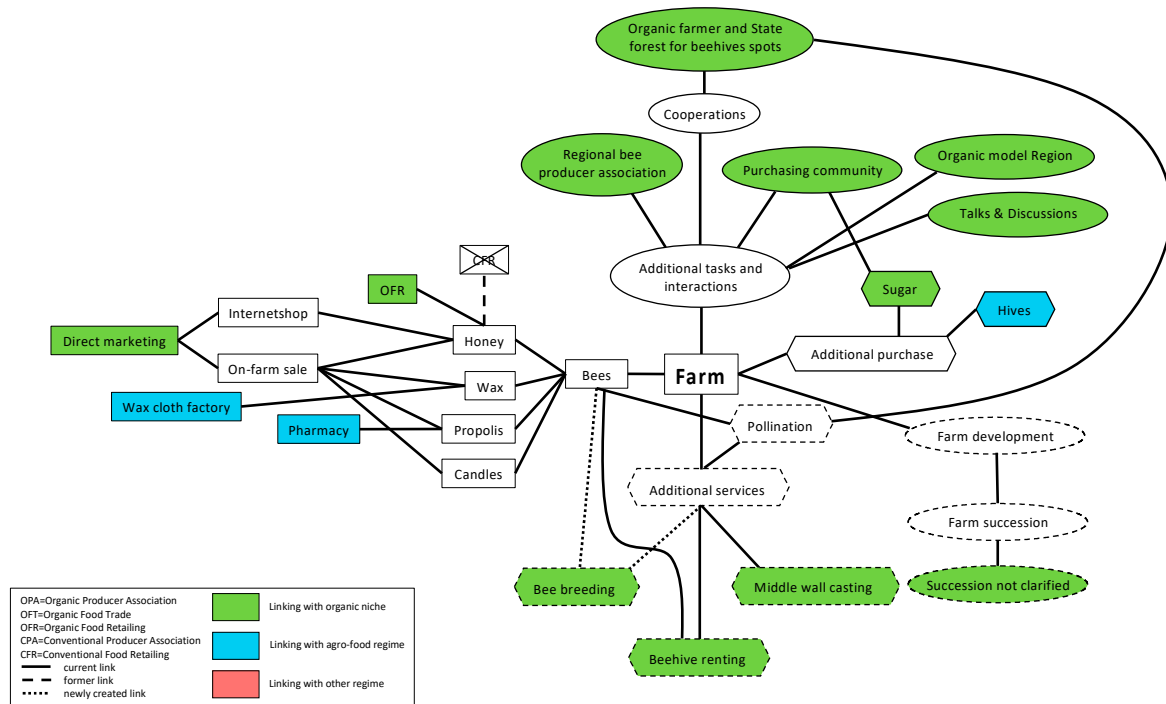 Organic farmer and State
forest for beehives spots
Cooperations
Regional bee
producer association
Purchasing community
Organic model Region
Talks & Discussions
Additional tasks and
interactions
CFR
OFR
Sugar
Hives
Internetshop
Direct marketing
Honey
Additional purchase
On-farm sale
Bees
Farm
Wax
Wax cloth factory
Pharmacy
Propolis
Pollination
Farm development
Candles
Additional services
Farm succession
Bee breeding
Middle wall casting
Succession not clarified
Beehive renting
OPA=Organic Producer Association
OFT=Organic Food Trade
OFR=Organic Food Retailing
CPA=Conventional Producer Association
CFR=Conventional Food Retailing
current link
former link
newly created link
Linking with organic niche
Linking with agro-food regime
Linking with other regime